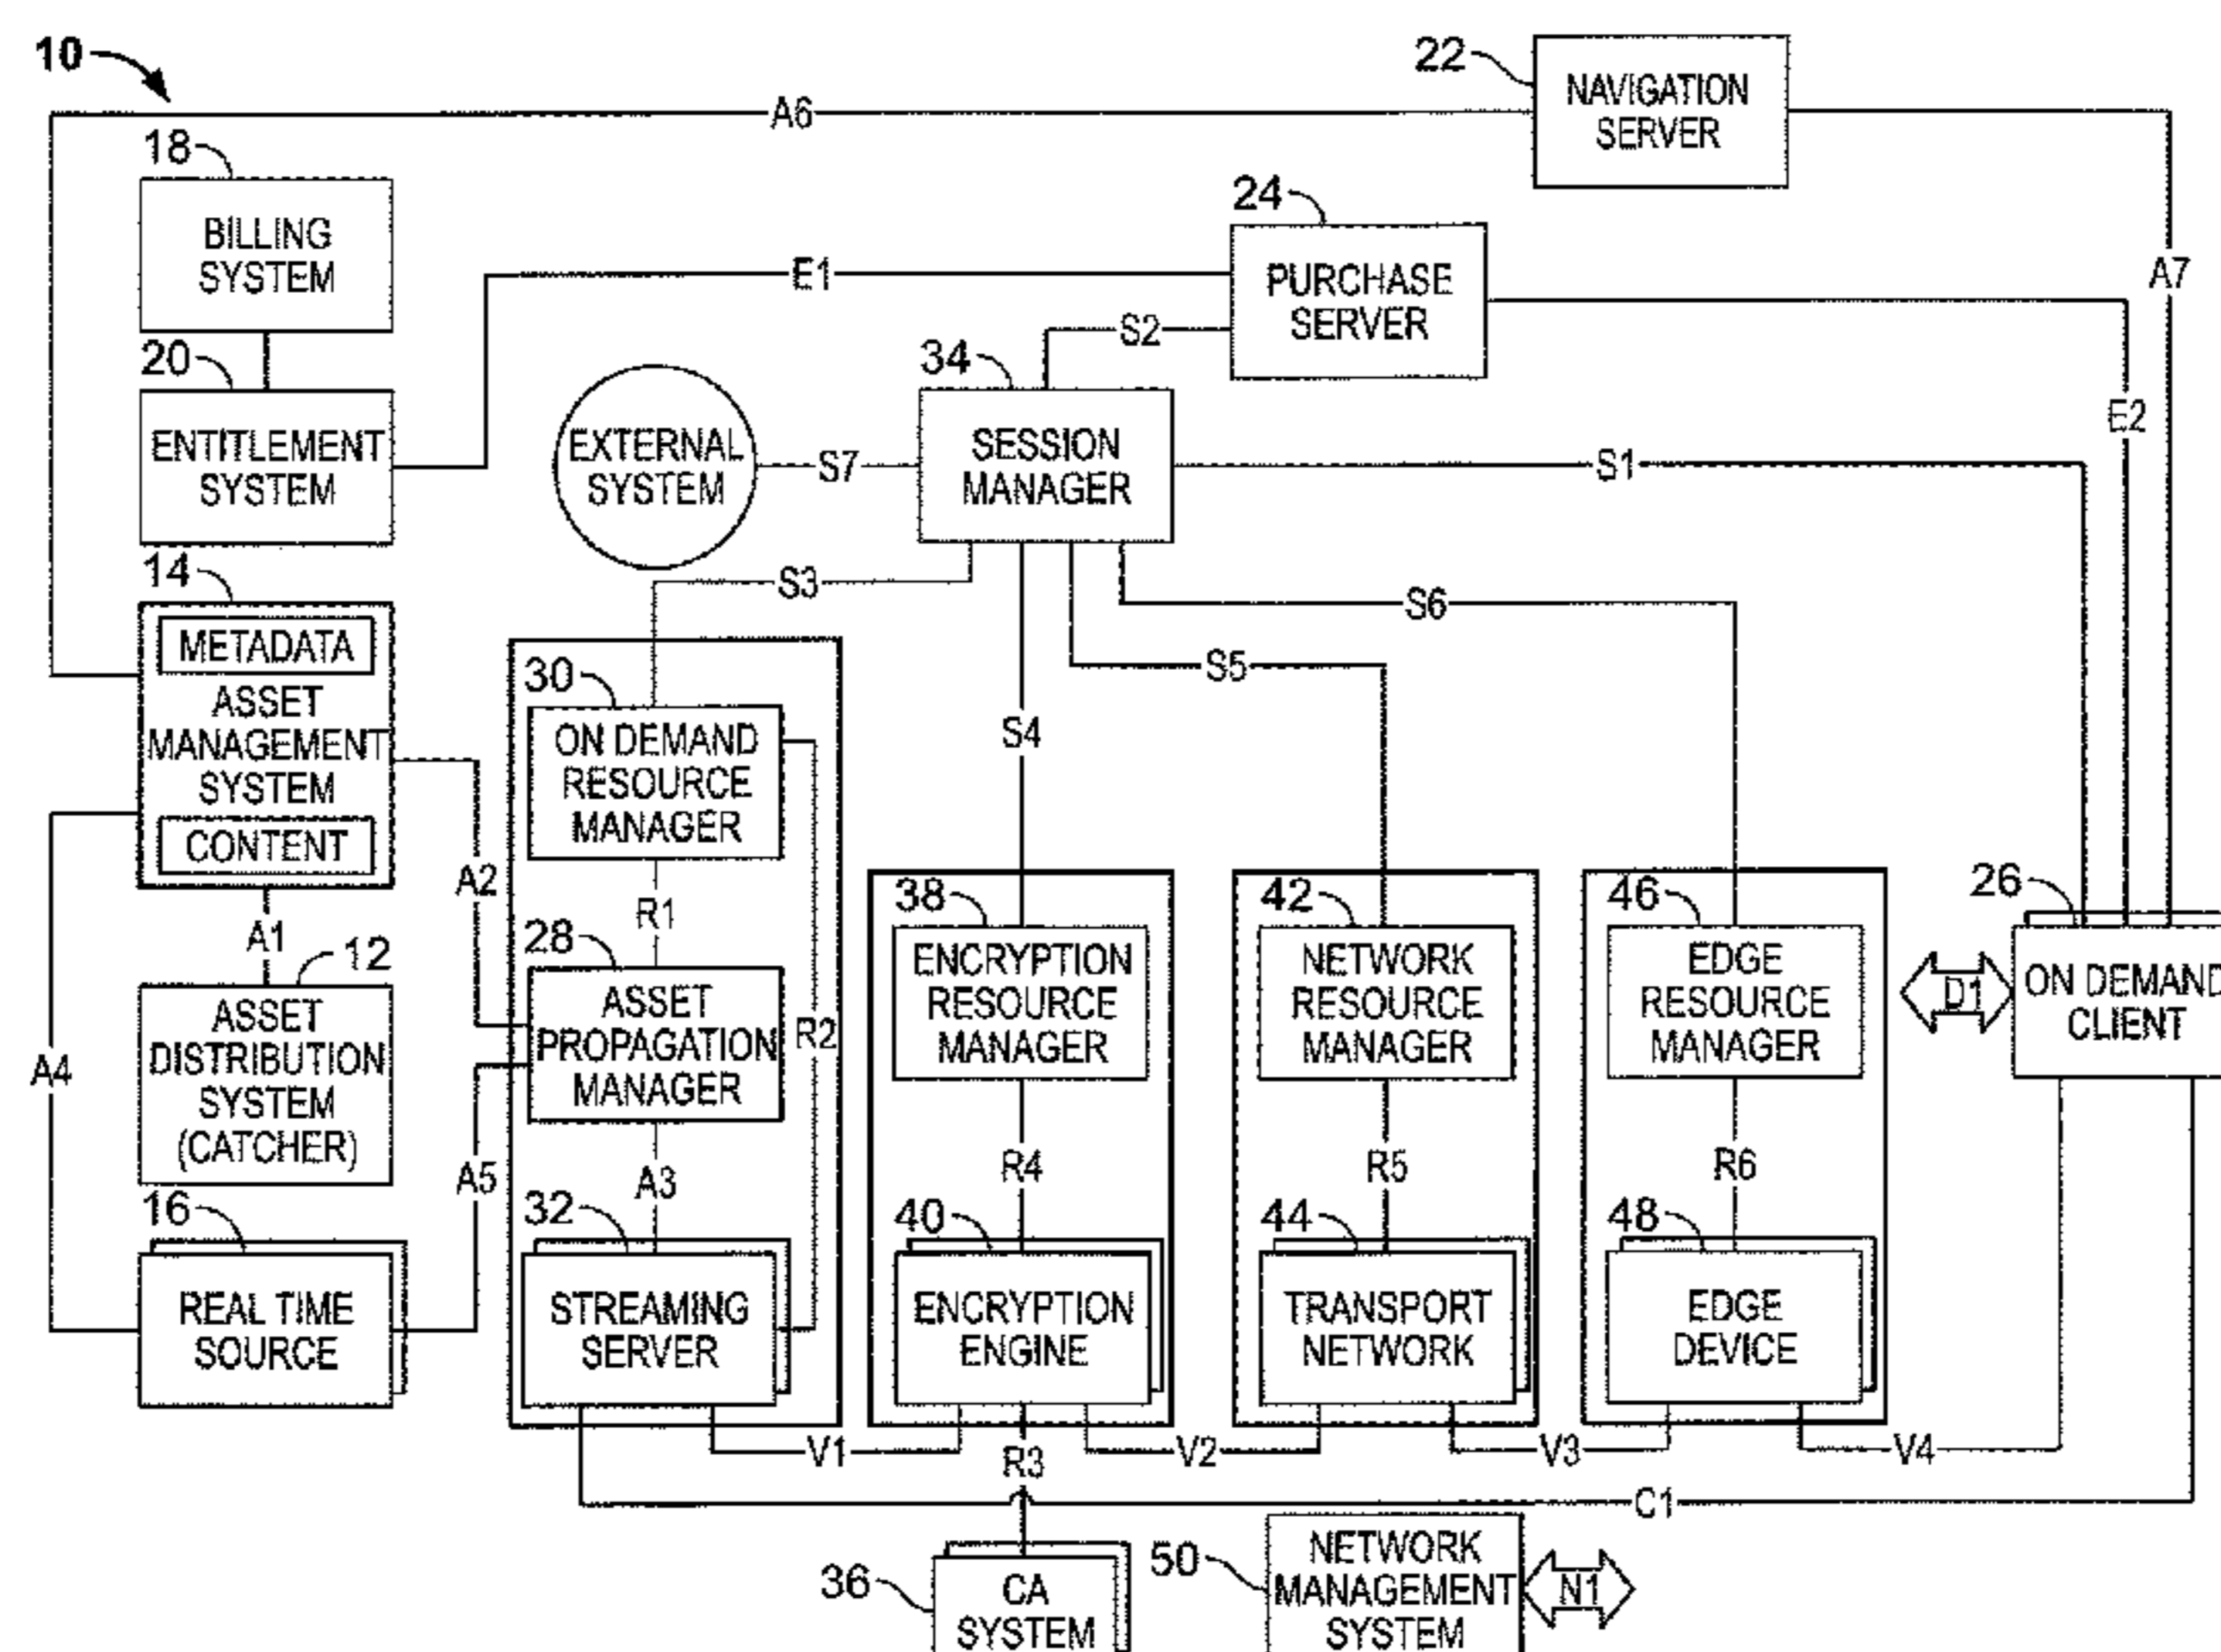 10
22
NAVIGATION
SERVER
A6
18
BILLING
SYSTEM
24
PURCHASE
SERVER
E1
A7
S2
20
ENTITLEMENT
SYSTEM
EXTERNAL
SYSTEM
S7
34
SESSION
MANAGER
S1
E2
14
METADATA
ASSET
MANAGEMENT
SYSTEM
CONTENT
S3
S6
S5
S4
30
ON DEMAND
RESOURCE
MANAGER
A2
R1
R2
A1
12
ASSET
DISTRIBUTION
SYSTEM
(CATCHER)
A4
28
ASSET
PROPAGATION
MANAGER
38
ENCRYPTION
RESOURCE
MANAGER
42
NETWORK
RESOURCE
MANAGER
46
EDGE
RESOURCE
MANAGER
D1
26
ON DEMAND
CLIENT
A5
A3
R4
R5
R6
16
REAL TIME
SOURCE
32
STREAMING
SERVER
40
ENCRYPTION
ENGINE
44
TRANSPORT
NETWORK
48
EDGE
DEVICE
V1
R3
V2
V3
V4
C1
36
CA
SYSTEM
50
NETWORK
MANAGEMENT
SYSTEM
N1